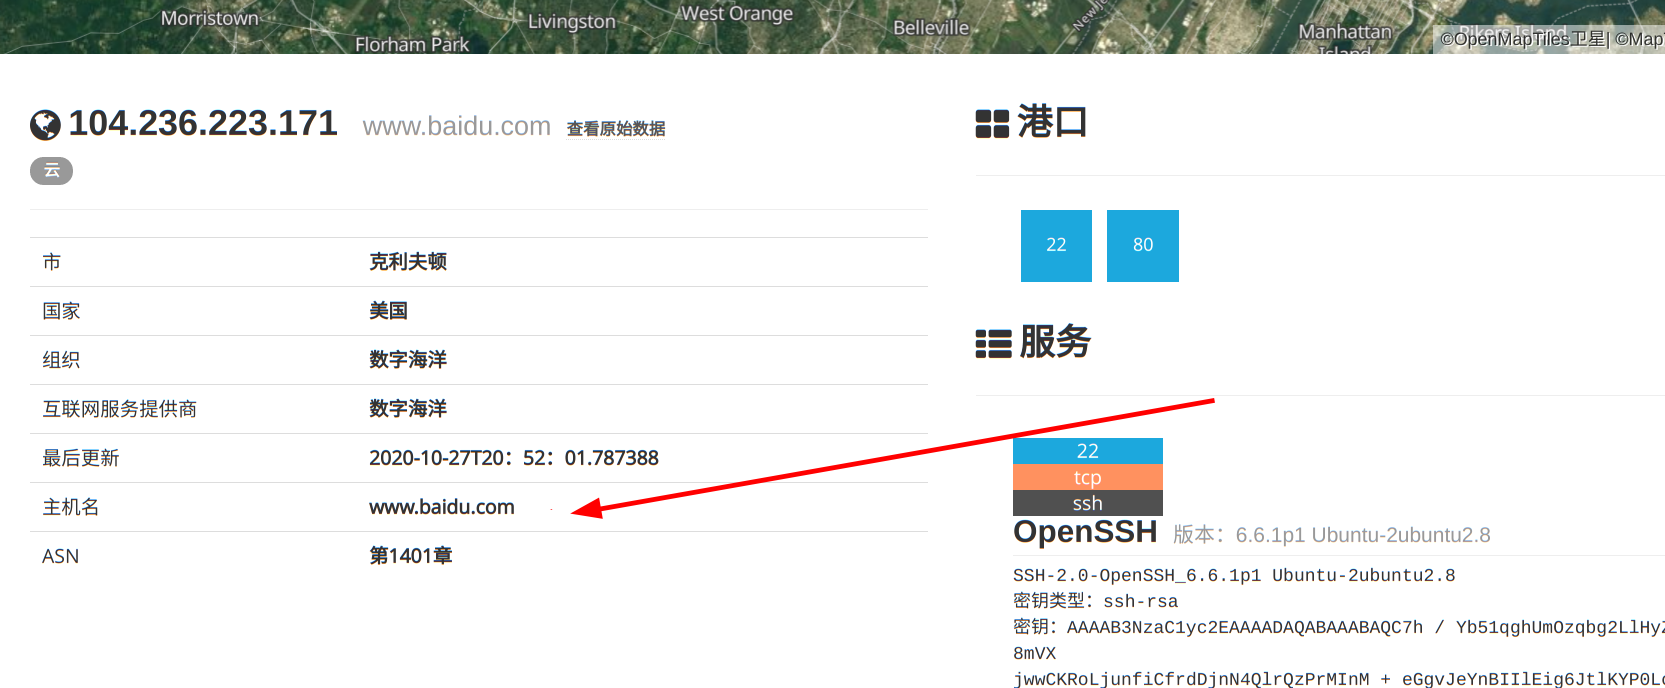 Morristown
Livingston
West Orange
Belleville
Florham Park
Manhattan
Island
©OpenMapTiles卫星| ©Map
104.236.223.171 www.baidu.com 查看原始数据
云
市 克利夫顿
国家 美国
组织 数字海洋
互联网服务提供商 数字海洋
最后更新 2020-10-27T20：52：01.787388
主机名 www.baidu.com
ASN 第1401章
港口
22 80
服务
22
tcp
ssh
OpenSSH 版本：6.6.1p1 Ubuntu-2ubuntu2.8
SSH-2.0-OpenSSH_6.6.1p1 Ubuntu-2ubuntu2.8
密钥类型：ssh-rsa
密钥：AAAAB3NzaC1yc2EAAAADAQABAAABAQC7h / Yb51qghUmOzqbg2LlHyZ
8mVX
jwwCKRoLjunfiCfrdDjnN4QlrQzPrMInM + eGgvJeYnBIIlEig6JtlKYP0Lc